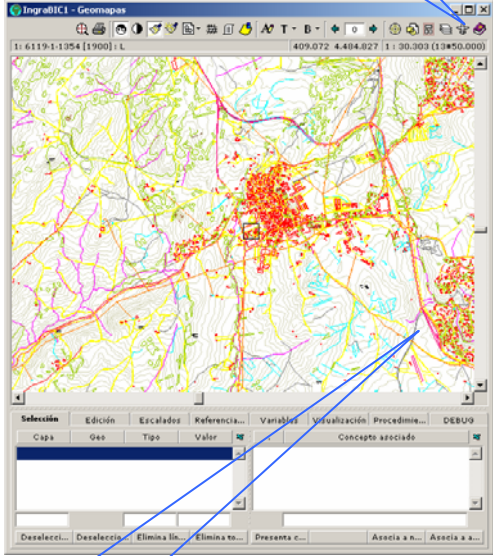 IngraBIC1 - Geomapas
A? T - B - 0
1: 6119-1-1354 [1900] : L 409.072 4.484.827 1 : 30.303 (13*50.000)
Selección Edición Escalados Referencia... Variables Visualización Procedimie... DEBUG
Capa Geo Tipo Valor Concepto asociado
Deselecci... Deseleccio... Elimina lín... Elimina to... Presenta c... Asocia a n... Asocia a a...